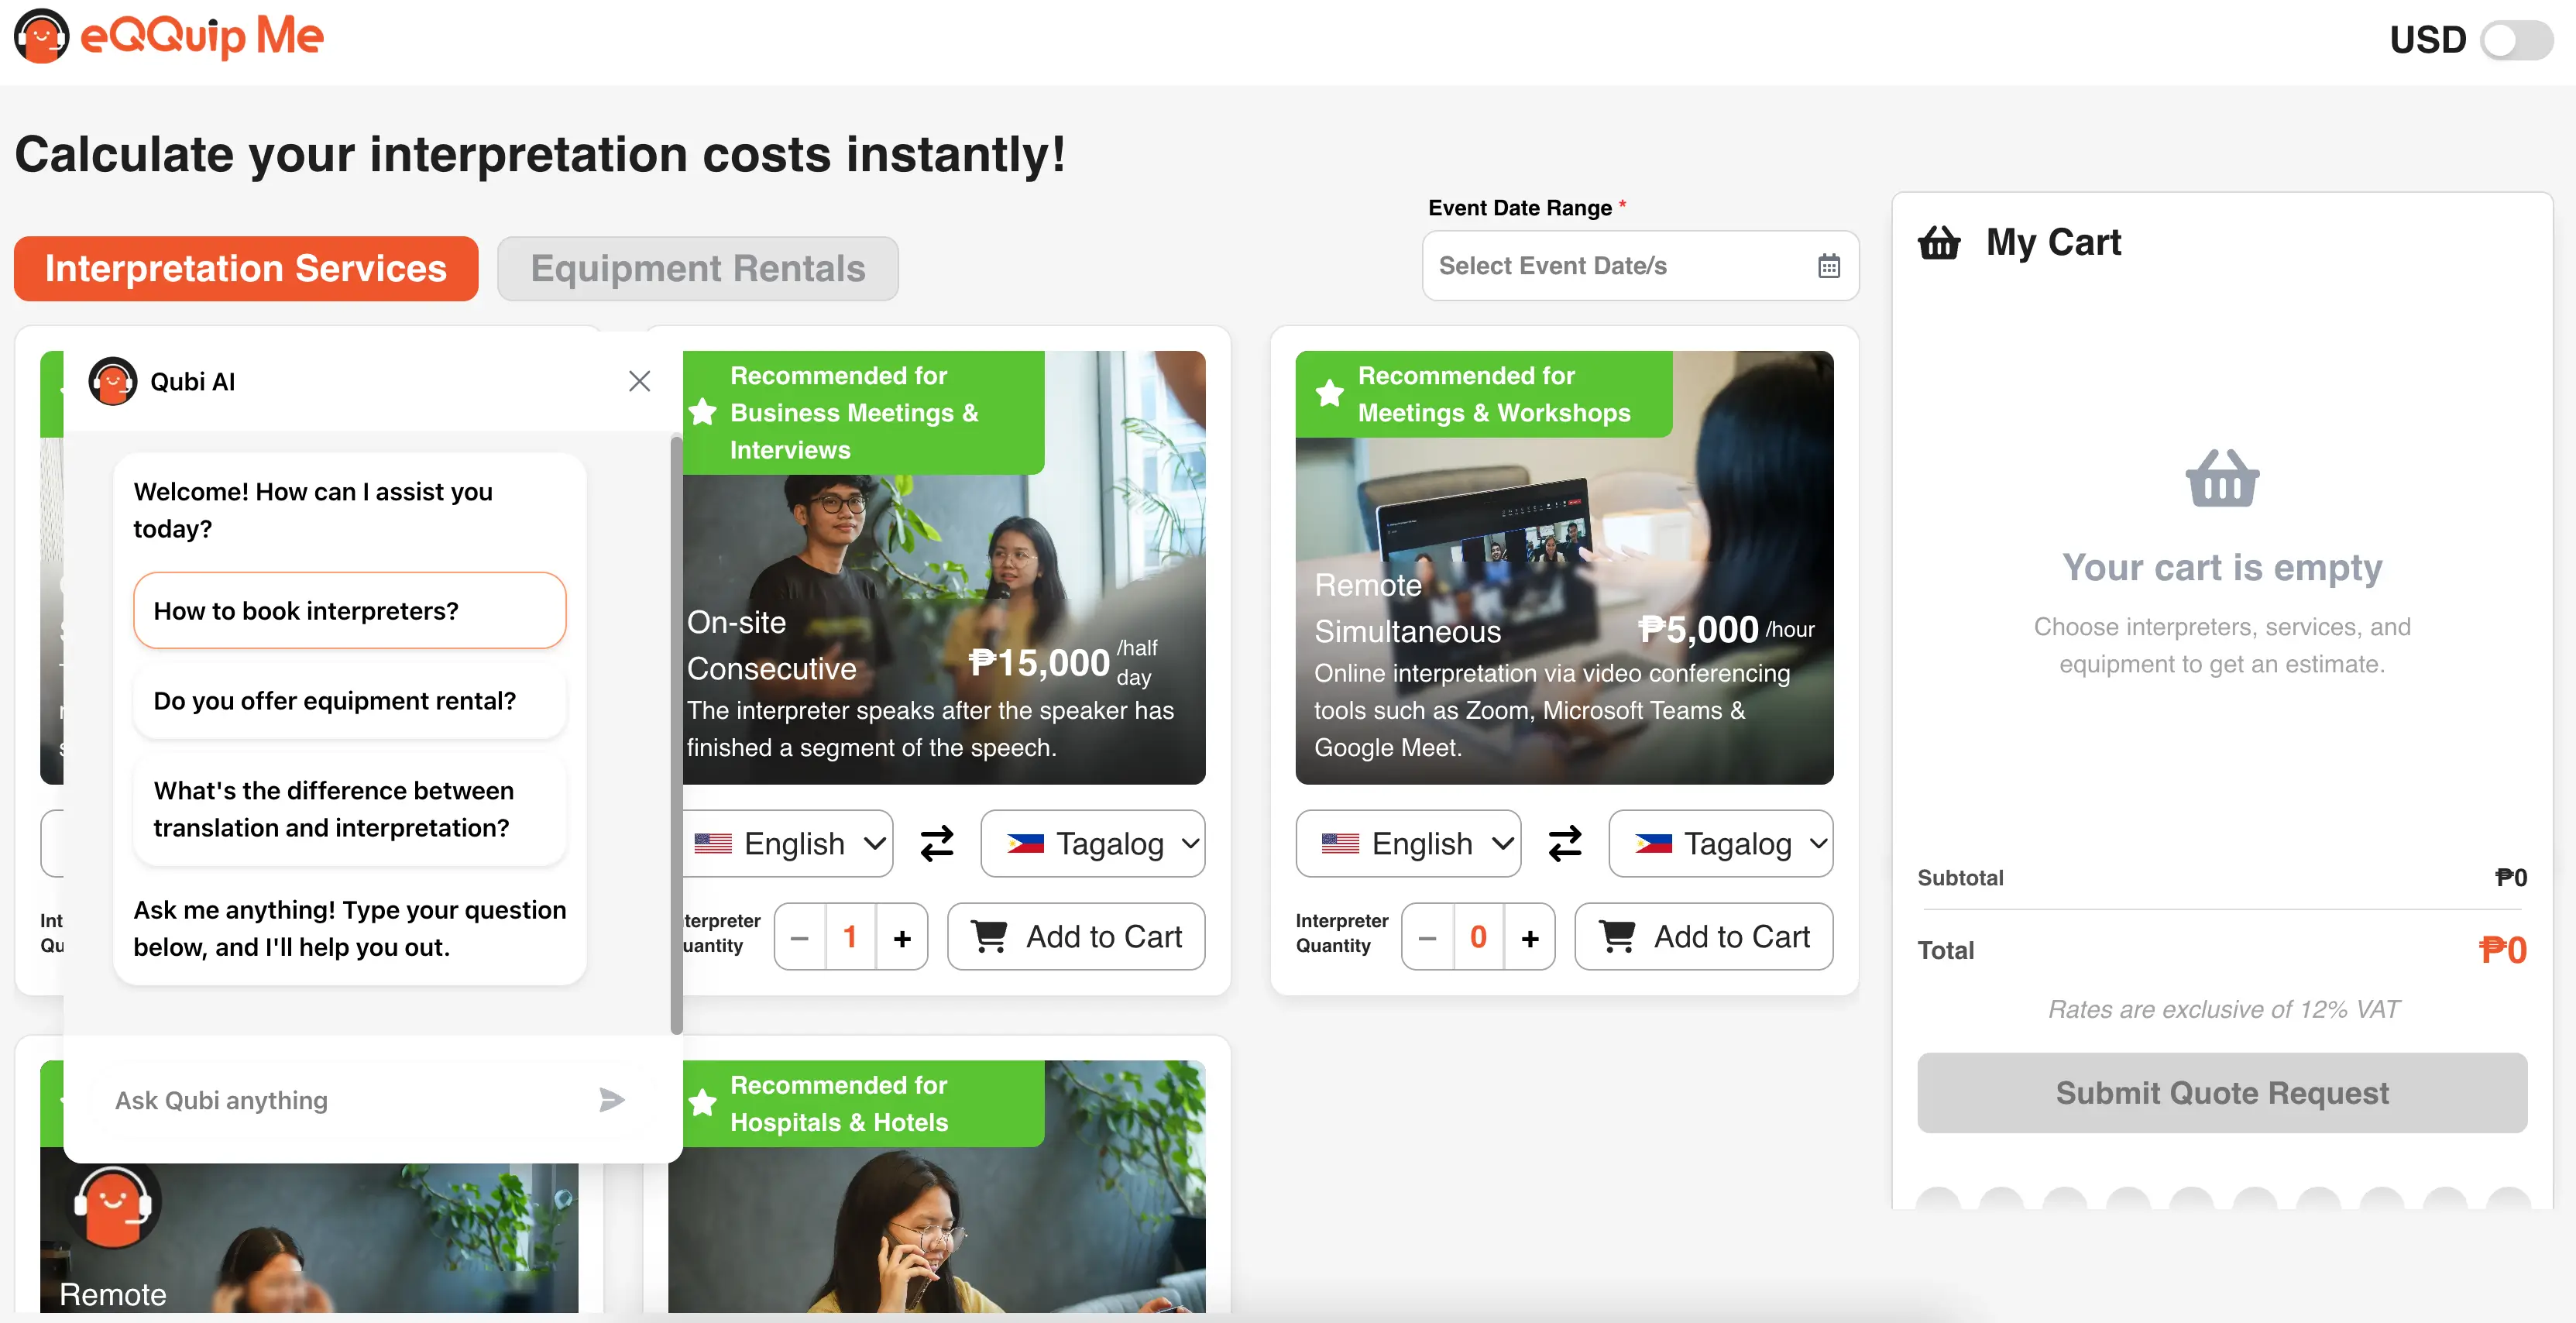 eQQuip Me
USD
Calculate your interpretation costs instantly!
Interpretation Services
Equipment Rentals
Event Date Range *
Select Event Date/s
Qubi AI
Welcome! How can I assist you
today?
How to book interpreters?
Do you offer equipment rental?
What's the difference between
translation and interpretation?
Ask me anything! Type your question
below, and I'll help you out.
Ask Qubi anything
Int
Qu
Remote
Recommended for
Business Meetings &
Interviews
On-site
Consecutive
₱15,000 /half
day
The interpreter speaks after the speaker has
finished a segment of the speech.
English
Tagalog
terpreter
uantity
− 1 +
Add to Cart
Recommended for
Hospitals & Hotels
Recommended for
Meetings & Workshops
Remote
Simultaneous
₱5,000 /hour
Online interpretation via video conferencing
tools such as Zoom, Microsoft Teams &
Google Meet.
English
Tagalog
Interpreter
Quantity
− 0 +
Add to Cart
My Cart
Your cart is empty
Choose interpreters, services, and
equipment to get an estimate.
Subtotal ₱0
Total ₱0
Rates are exclusive of 12% VAT
Submit Quote Request